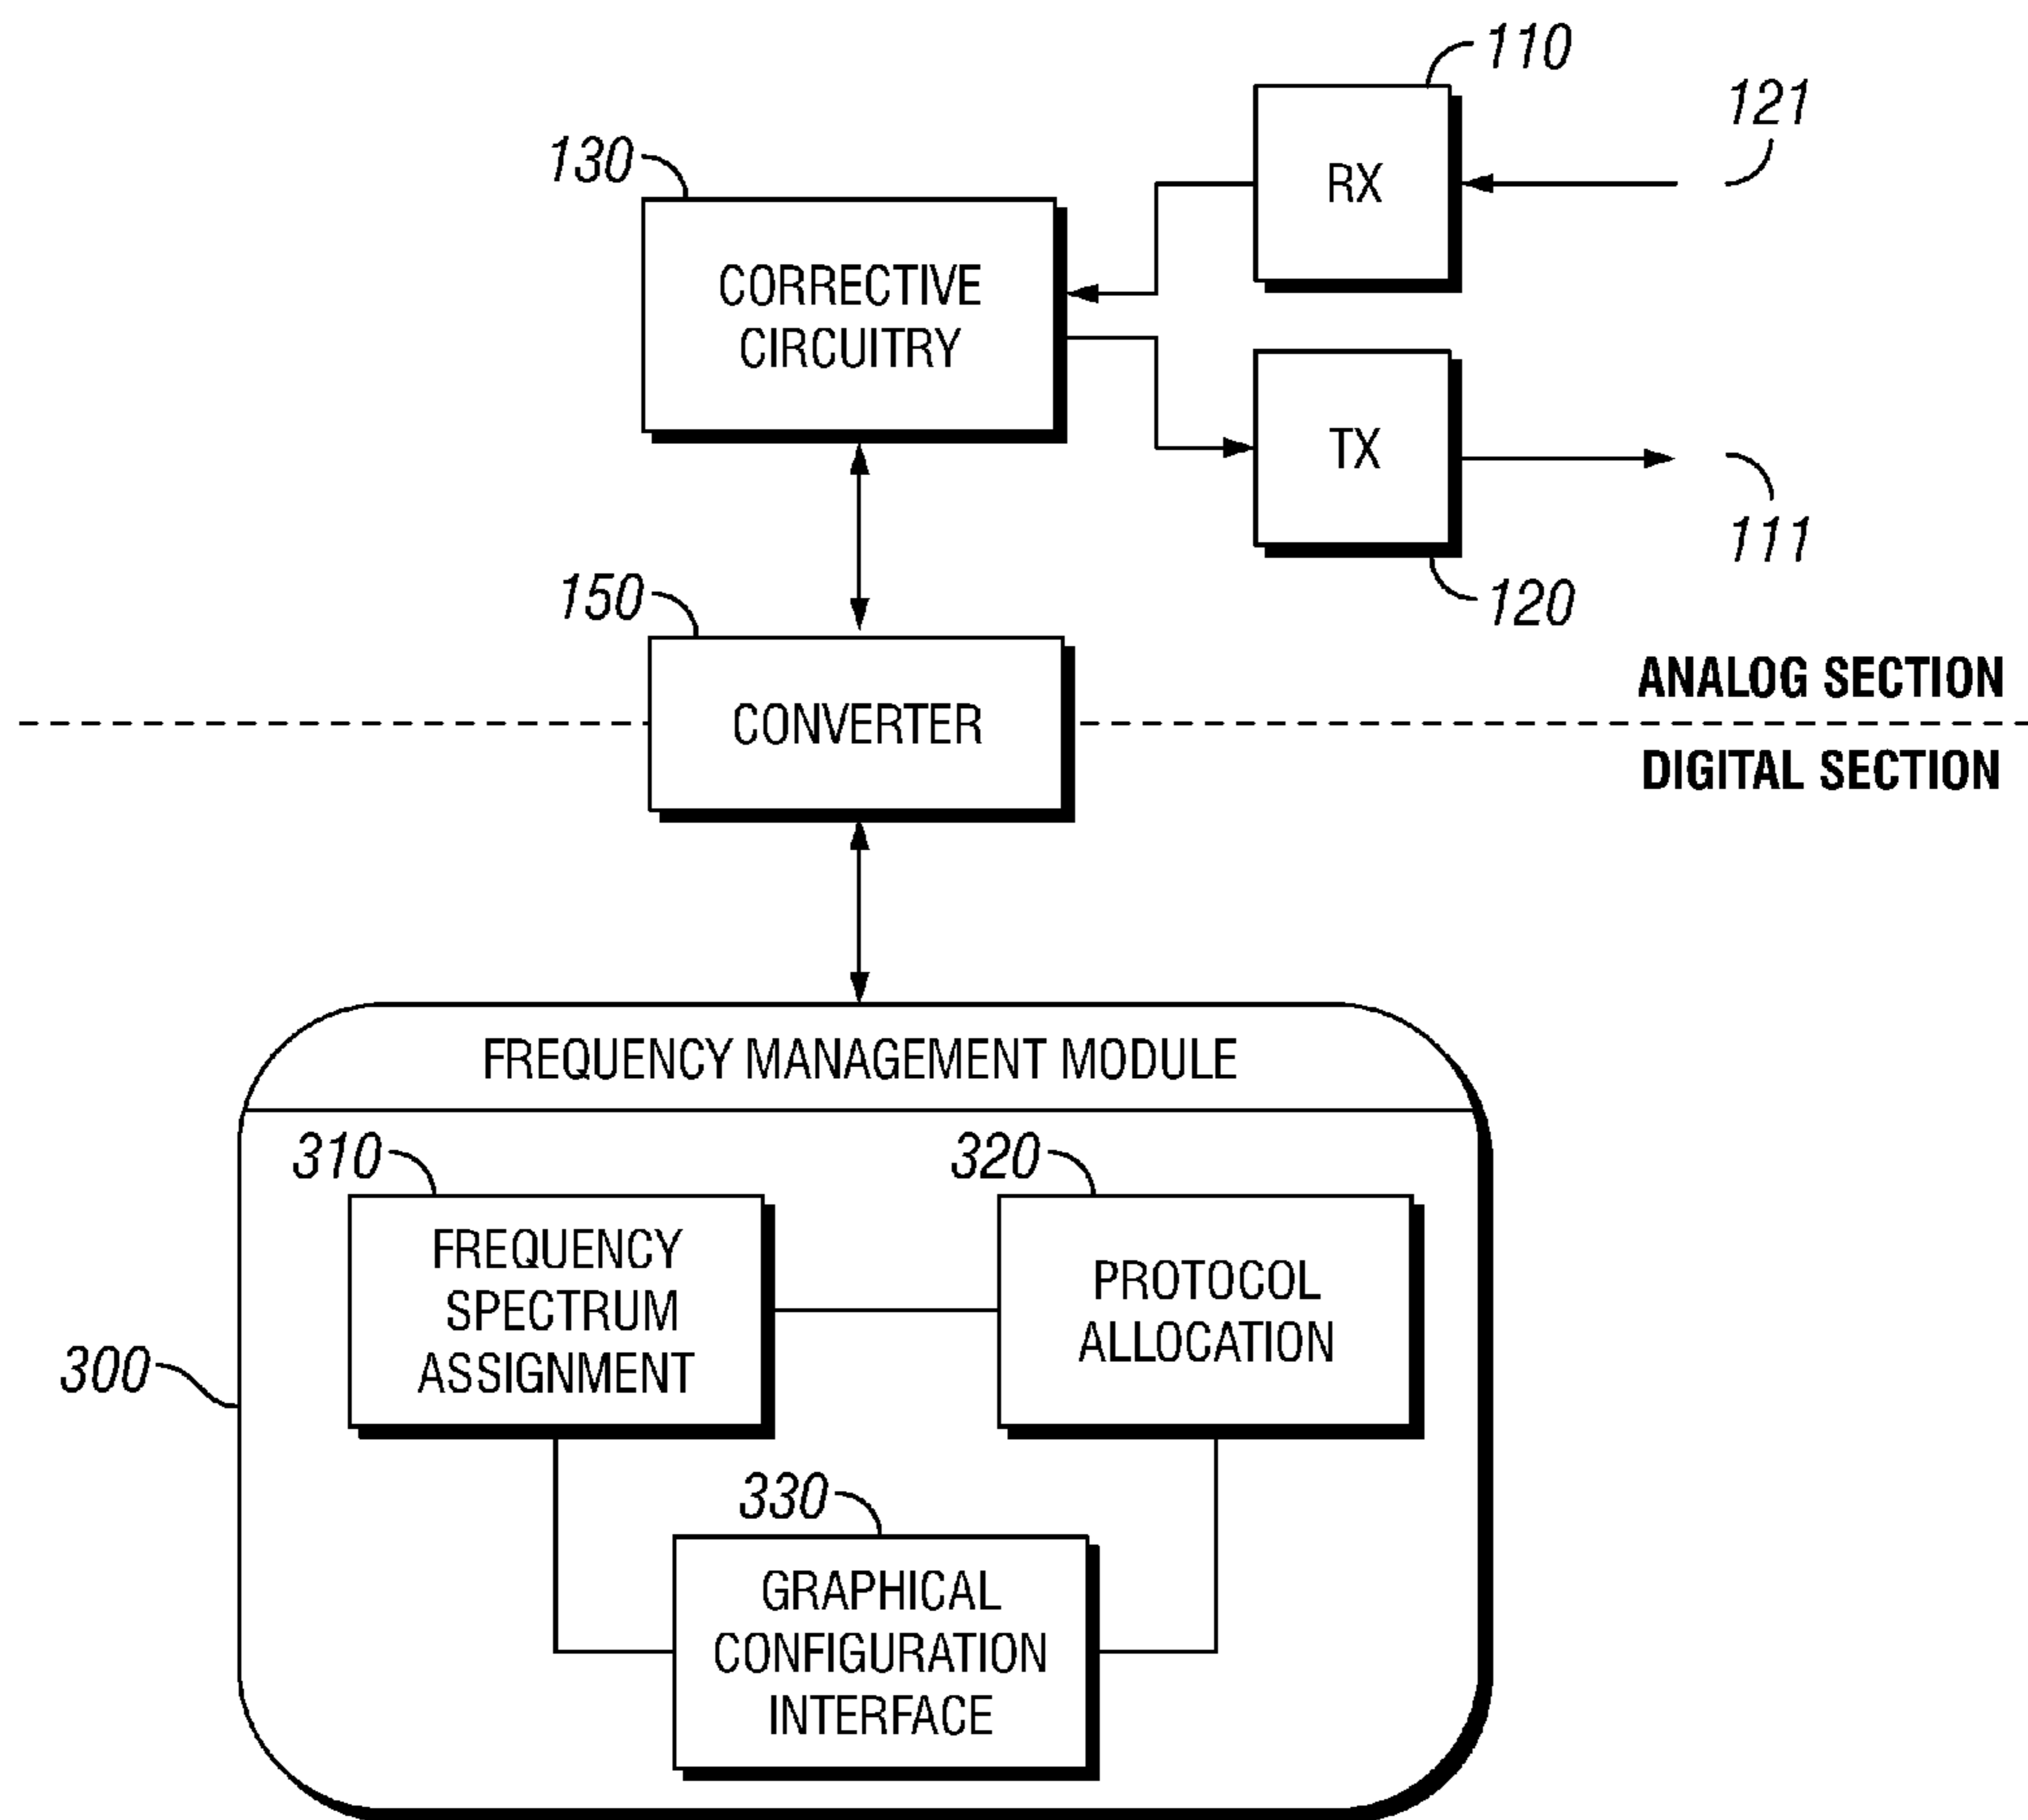 110
121
130
RX
CORRECTIVE
CIRCUITRY
TX
111
150
120
ANALOG SECTION
CONVERTER
DIGITAL SECTION
FREQUENCY MANAGEMENT MODULE
310
320
FREQUENCY
SPECTRUM
ASSIGNMENT
PROTOCOL
ALLOCATION
300
330
GRAPHICAL
CONFIGURATION
INTERFACE